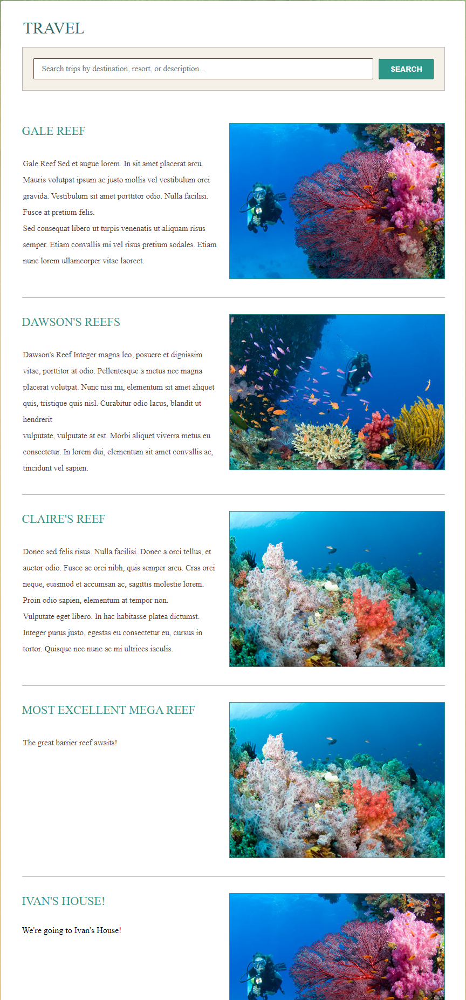 TRAVEL
Search trips by destination, resort, or description...
SEARCH
GALE REEF
Gale Reef Sed et augue lorem. In sit amet placerat arcu.
Mauris volutpat ipsum ac justo mollis vel vestibulum orci
gravida. Vestibulum sit amet porttitor odio. Nulla facilisi.
Fusce at pretium felis.
Sed consequat libero ut turpis venenatis ut aliquam risus
semper. Etiam convallis mi vel risus pretium sodales. Etiam
nunc lorem ullamcorper vitae laoreet.
DAWSON'S REEFS
Dawson's Reef Integer magna leo, posuere et dignissim
vitae, porttitor at odio. Pellentesque a metus nec magna
placerat volutpat. Nunc nisi mi, elementum sit amet aliquet
quis, tristique quis nisl. Curabitur odio lacus, blandit ut
hendrerit
vulputate, vulputate at est. Morbi aliquet viverra metus eu
consectetur. In lorem dui, elementum sit amet convallis ac,
tincidunt vel sapien.
CLAIRE'S REEF
Donec sed felis risus. Nulla facilisi. Donec a orci tellus, et
auctor odio. Fusce ac orci nibh, quis semper arcu. Cras orci
neque, euismod et accumsan ac, sagittis molestie lorem.
Proin odio sapien, elementum at tempor non.
Vulputate eget libero. In hac habitasse platea dictumst.
Integer purus justo, egestas eu consectetur eu, cursus in
tortor. Quisque nec nunc ac mi ultrices iaculis.
MOST EXCELLENT MEGA REEF
The great barrier reef awaits!
IVAN'S HOUSE!
We're going to Ivan's House!